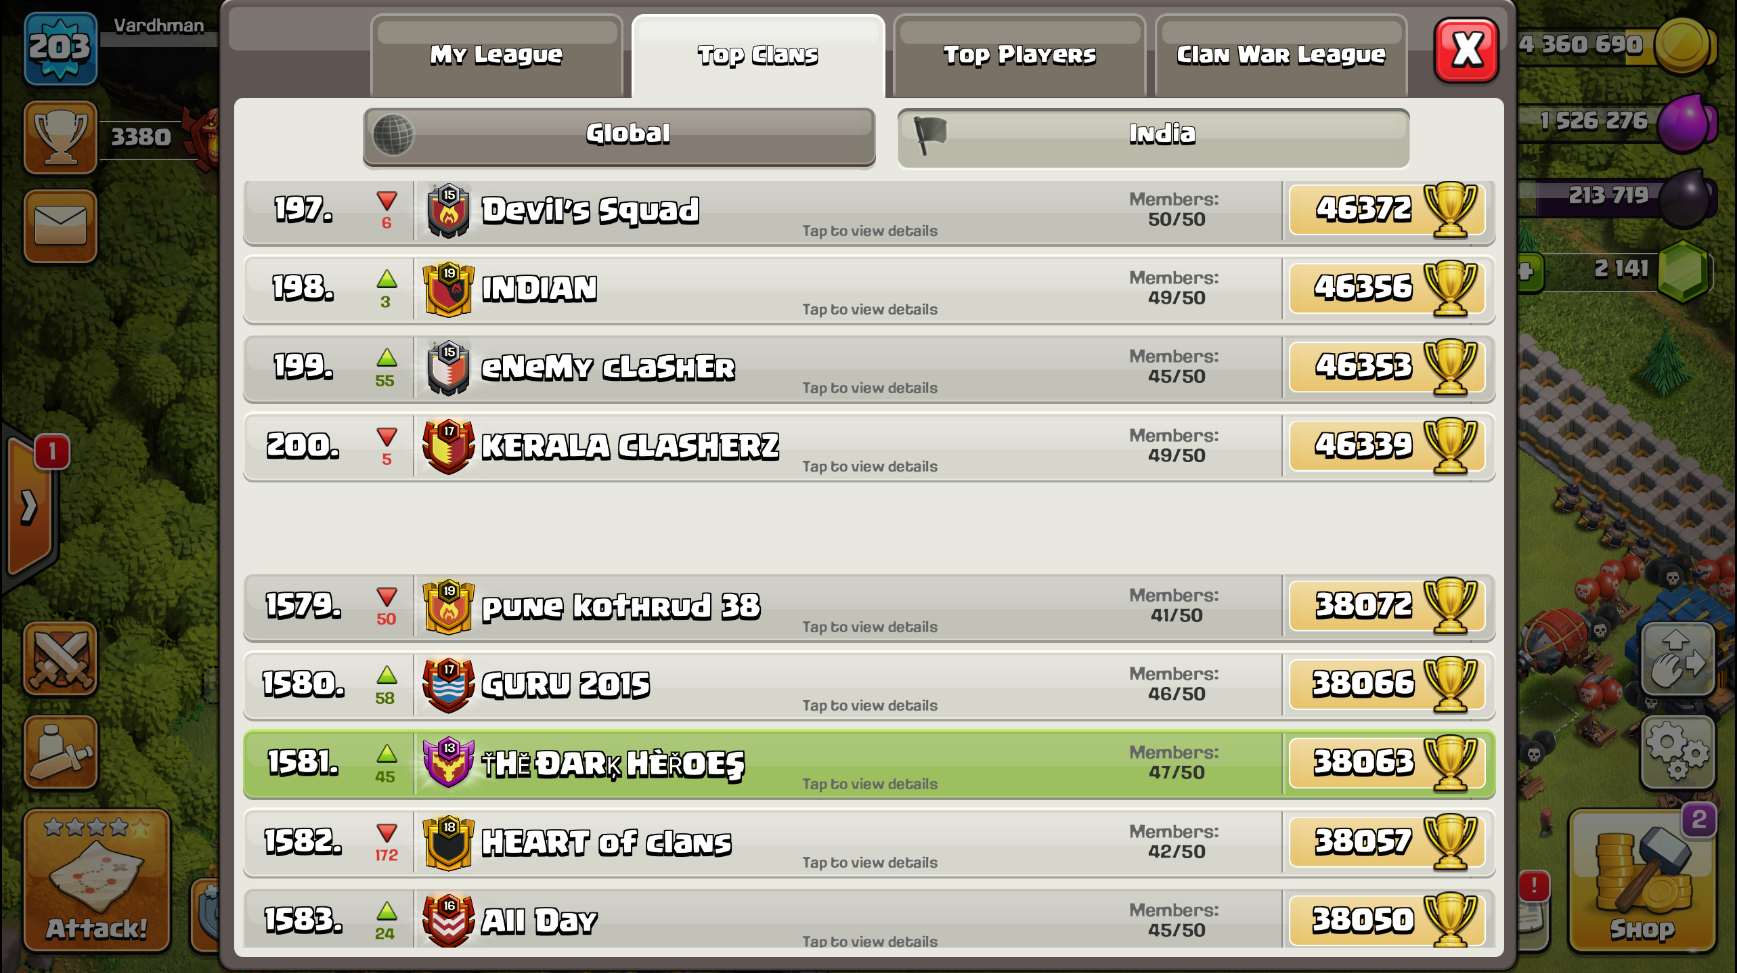 203
Vardhman
3380
1
Attack!
My League
Top Clans
Top Players
Clan War League
X
Global
India
197.
6
15
Devil's Squad
Tap to view details
Members:
50/50
46372
198.
3
19
INDIAN
Tap to view details
Members:
49/50
46356
199.
55
15
eNeMy cLaSHEr
Tap to view details
Members:
45/50
46353
200.
5
17
KERALA CLASHERZ
Tap to view details
Members:
49/50
46339
1579.
50
19
pune kothrud 38
Tap to view details
Members:
41/50
38072
1580.
58
17
GURU 2015
Tap to view details
Members:
46/50
38066
1581.
45
13
ŤHĔ ĐARĶ HÈŘOEŞ
Tap to view details
Members:
47/50
38063
1582.
172
18
HEART of clans
Tap to view details
Members:
42/50
38057
1583.
24
16
All Day
Tap to view details
Members:
45/50
38050
4 360 690
1 526 276
213 719
2 141
2
!
Shop